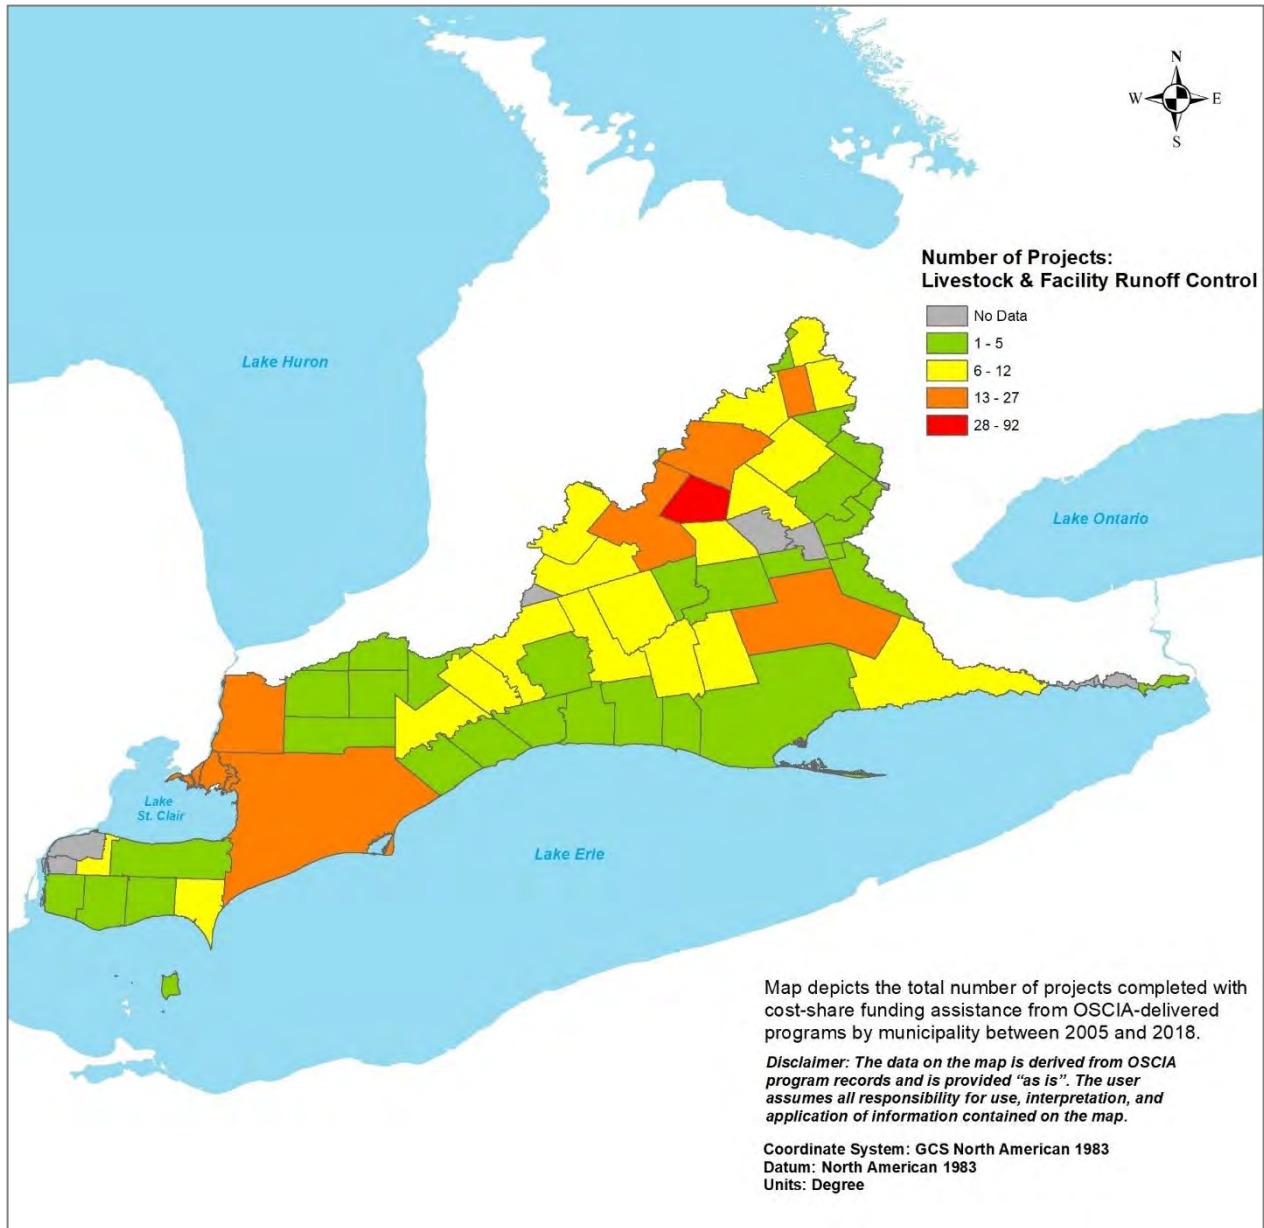 N
W E
S
Number of Projects:
Livestock & Facility Runoff Control
No Data
1 - 5
6 - 12
13 - 27
28 - 92
Lake Huron
Lake Ontario
Lake
St. Clair
Lake Erie
Map depicts the total number of projects completed with
cost-share funding assistance from OSCIA-delivered
programs by municipality between 2005 and 2018.
Disclaimer: The data on the map is derived from OSCIA
program records and is provided “as is”. The user
assumes all responsibility for use, interpretation, and
application of information contained on the map.
Coordinate System: GCS North American 1983
Datum: North American 1983
Units: Degree